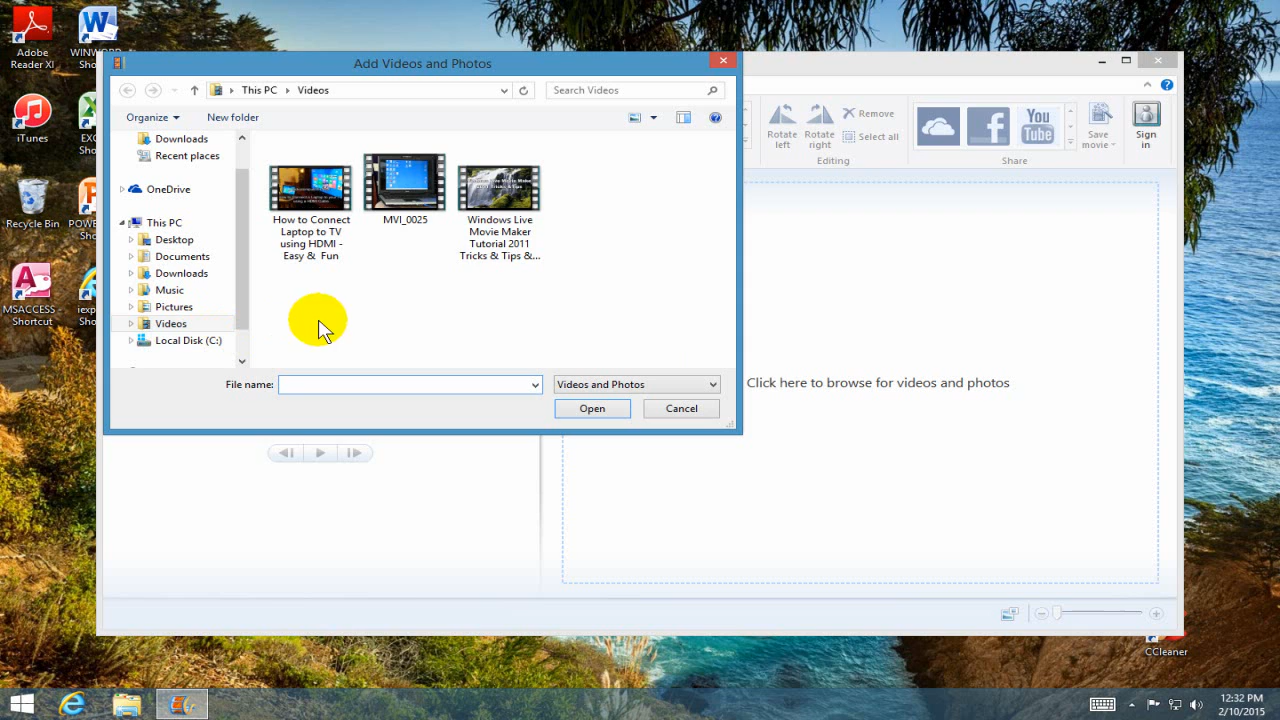 Adobe
Reader XI
WINWORD
Sho
iTunes
EXC
Sho
Recycle Bin
POWE
Sho
MSACCESS -
Shortcut
iexp
Sho
Add Videos and Photos
This PC
Videos
Search Videos
Organize
New folder
Downloads
Recent places
OneDrive
This PC
Desktop
Documents
Downloads
Music
Pictures
Videos
Local Disk (C:)
How to Connect
Laptop to TV
using HDMI -
Easy & Fun
MVI_0025
Windows Live
Movie Maker
Tutorial 2011
Tricks & Tips &...
File name:
Videos and Photos
Open
Cancel
Rotate
left
Rotate
right
Remove
Select all
Editing
You
Tube
Share
Save
movie
Sign
in
Click here to browse for videos and photos
CCleaner
12:32 PM
2/10/2015